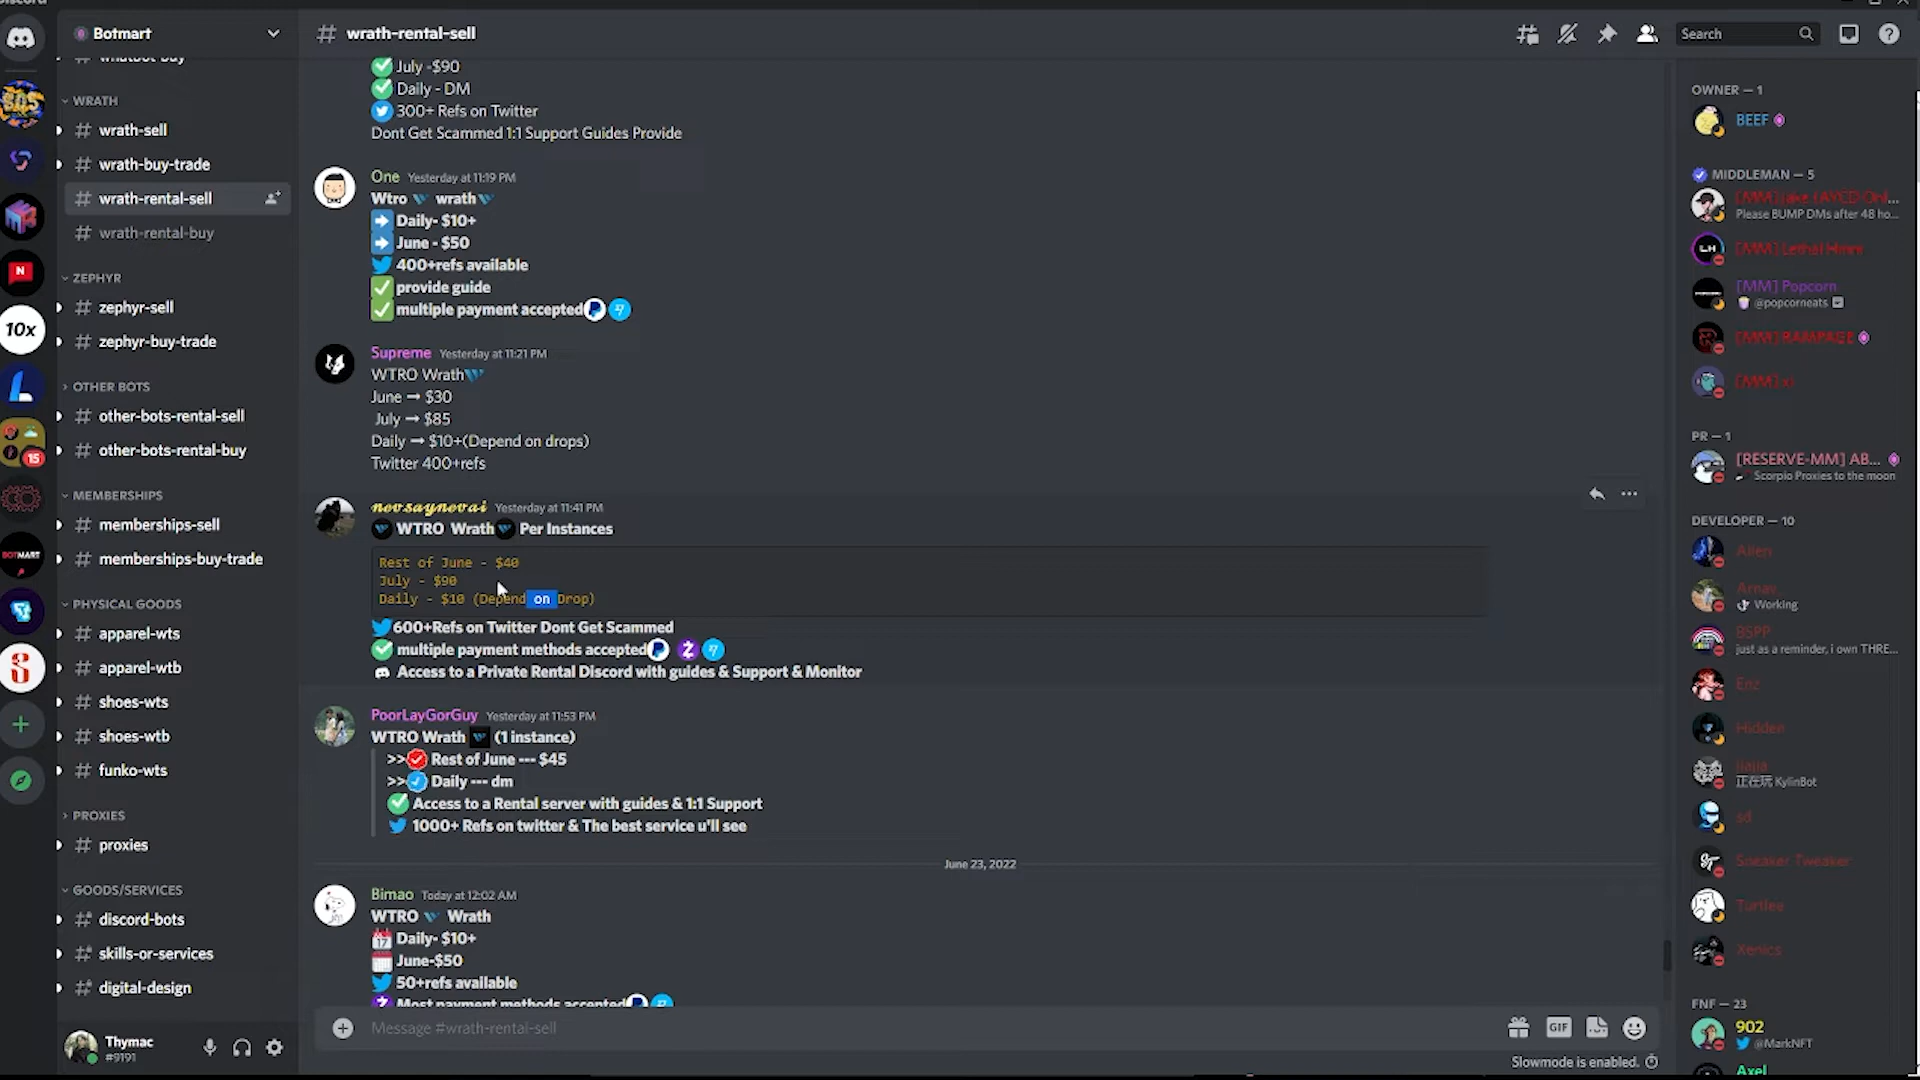 Botmart
WRATH
wrath-sell
wrath-buy-trade
wrath-rental-sell
wrath-rental-buy
ZEPHYR
zephyr-sell
zephyr-buy-trade
OTHER BOTS
other-bots-rental-sell
other-bots-rental-buy
MEMBERSHIPS
memberships-sell
memberships-buy-trade
PHYSICAL GOODS
apparel-wts
apparel-wtb
shoes-wts
shoes-wtb
funko-wts
PROXIES
proxies
GOODS/SERVICES
discord-bots
skills-or-services
digital-design
Thymac
#9191
10x
15
BOTMART
wrath-rental-sell
Search
July -$90
Daily - DM
300+ Refs on Twitter
Dont Get Scammed 1:1 Support Guides Provide
One Yesterday at 11:19 PM
Wtro wrath
Daily- $10+
June - $50
400+refs available
provide guide
multiple payment accepted
Supreme Yesterday at 11:21 PM
WTRO Wrath
June → $30
July → $85
Daily → $10+(Depend on drops)
Twitter 400+refs
nevsaynevai Yesterday at 11:41 PM
WTRO Wrath Per Instances
Rest of June - $40
July - $90
Daily - $10 (Depend on Drop)
600+Refs on Twitter Dont Get Scammed
multiple payment methods accepted
Access to a Private Rental Discord with guides & Support & Monitor
PoorLayGorGuy Yesterday at 11:53 PM
WTRO Wrath (1 instance)
>> Rest of June --- $45
>> Daily --- dm
Access to a Rental server with guides & 1:1 Support
1000+ Refs on twitter & The best service u'll see
June 23, 2022
Bimao Today at 12:02 AM
WTRO Wrath
Daily- $10+
June-$50
50+refs available
Most payment methods accepted
Message #wrath-rental-sell
GIF
Slowmode is enabled.
OWNER — 1
BEEF
MIDDLEMAN — 5
Please BUMP DMs after 48 ho...
[MM] Popcorn
@popcorneats
[MM] RAMPAGE
PR — 1
[RESERVE-MM] AB...
Scorpio Proxies to the moon
DEVELOPER — 10
Alien
Arnav
Working
BSPP
just as a reminder, i own THRE...
Enz
Hidden
jiajia
正在玩 KylinBot
sd
Sneaker Tweaker
Turtlee
Xenics
FNF — 23
902
@MarkNFT
Axel